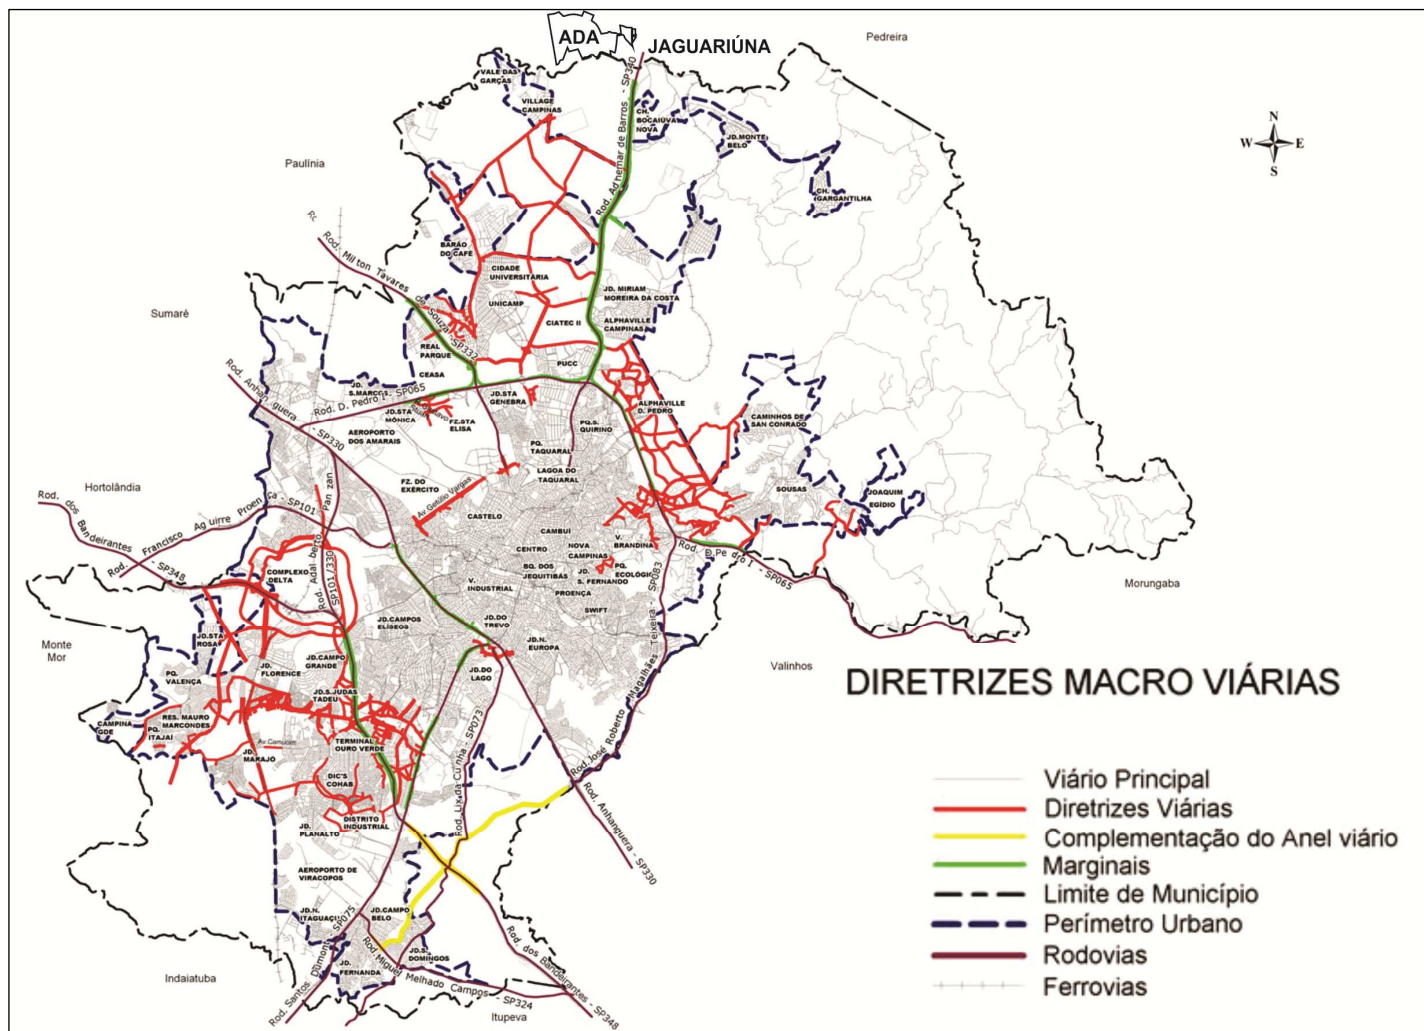 ADA
JAGUARIÚNA
Pedreira
VALE DAS
GARÇAS
VILLAGE
CAMPINAS
Rod. Adhemar de Barros - SP340
CH.
BOCAIUVA
NOVA
JD.MONTE
BELO
CH.
GARGANTILHA
N
W
E
S
Paulínia
Rod. Milton Tavares de Souza -SP332
BARÃO
DO CAFÉ
CIDADE
UNIVERSITÁRIA
UNICAMP
CIATEC II
JD. MIRIAM
MOREIRA DA COSTA
ALPHAVILLE
CAMPINAS
Sumaré
REAL
PARQUE
CEASA
PUCC
Rod. Anhanguera - SP330
JD.
S.MARCOS
Rod. D. Pedro I - SP065
JD.STA
MÔNICA
FZ.STA
ELISA
JD.STA
GENEBRA
ALPHAVILLE
D. PEDRO
PQ.S.
QUIRINO
CAMINHOS DE
SAN CONRADO
AEROPORTO
DOS AMARAIS
PQ.
TAQUARAL
LAGOA DO
TAQUARAL
FZ. DO
EXÉRCITO
Av Getúlio Vargas
CASTELO
SOUSAS
JOAQUIM
EGÍDIO
Hortolândia
Rod. dos Bandeirantes - SP348
Rod. Francisco Aguirre Proença - SP101
Rod. Adalberto Panzan
SP101/330
CAMBUÍ
CENTRO
NOVA
CAMPINAS
V.
BRANDINA
BQ. DOS
JEQUITIBÁS
JD.
S. FERNANDO
PQ.
ECOLÓGICO
PROENÇA
SWIFT
Rod. D.Pedro I - SP065
Morungaba
COMPLEXO
DELTA
V.
INDUSTRIAL
JD.CAMPOS
ELÍSEOS
JD.DO
TREVO
JD.N.
EUROPA
JD.DO
LAGO
Rod.José Roberto Magalhães Teixeira - SP083
Valinhos
Monte
Mor
JD.STA
ROSA
PQ.
VALENÇA
JD.
FLORENCE
JD.CAMPO
GRANDE
JD.S.JUDAS
TADEU
DIRETRIZES MACRO VIÁRIAS
CAMPINA
GDE
PQ.
ITAJAÍ
RES. MAURO
MARCONDES
JD.
MARAJÓ
TERMINAL
OURO VERDE
DIC'S
COHAB
DISTRITO
INDUSTRIAL
JD.
PLANALTO
Rod. Lix da Cunha - SP073
Rod. Anhanguera - SP330
AEROPORTO DE
VIRACOPOS
JD.N.
ITAGUAÇU
JD.CAMPO
BELO
JD.S.
DOMINGOS
JD.
FERNANDA
Rod. Santos Dumont - SP075
Rod.Miguel Melhado Campos - SP324
Rod. dos Bandeirantes - SP348
Indaiatuba
Itupeva
Viário Principal
Diretrizes Viárias
Complementação do Anel viário
Marginais
Limite de Município
Perímetro Urbano
Rodovias
Ferrovias